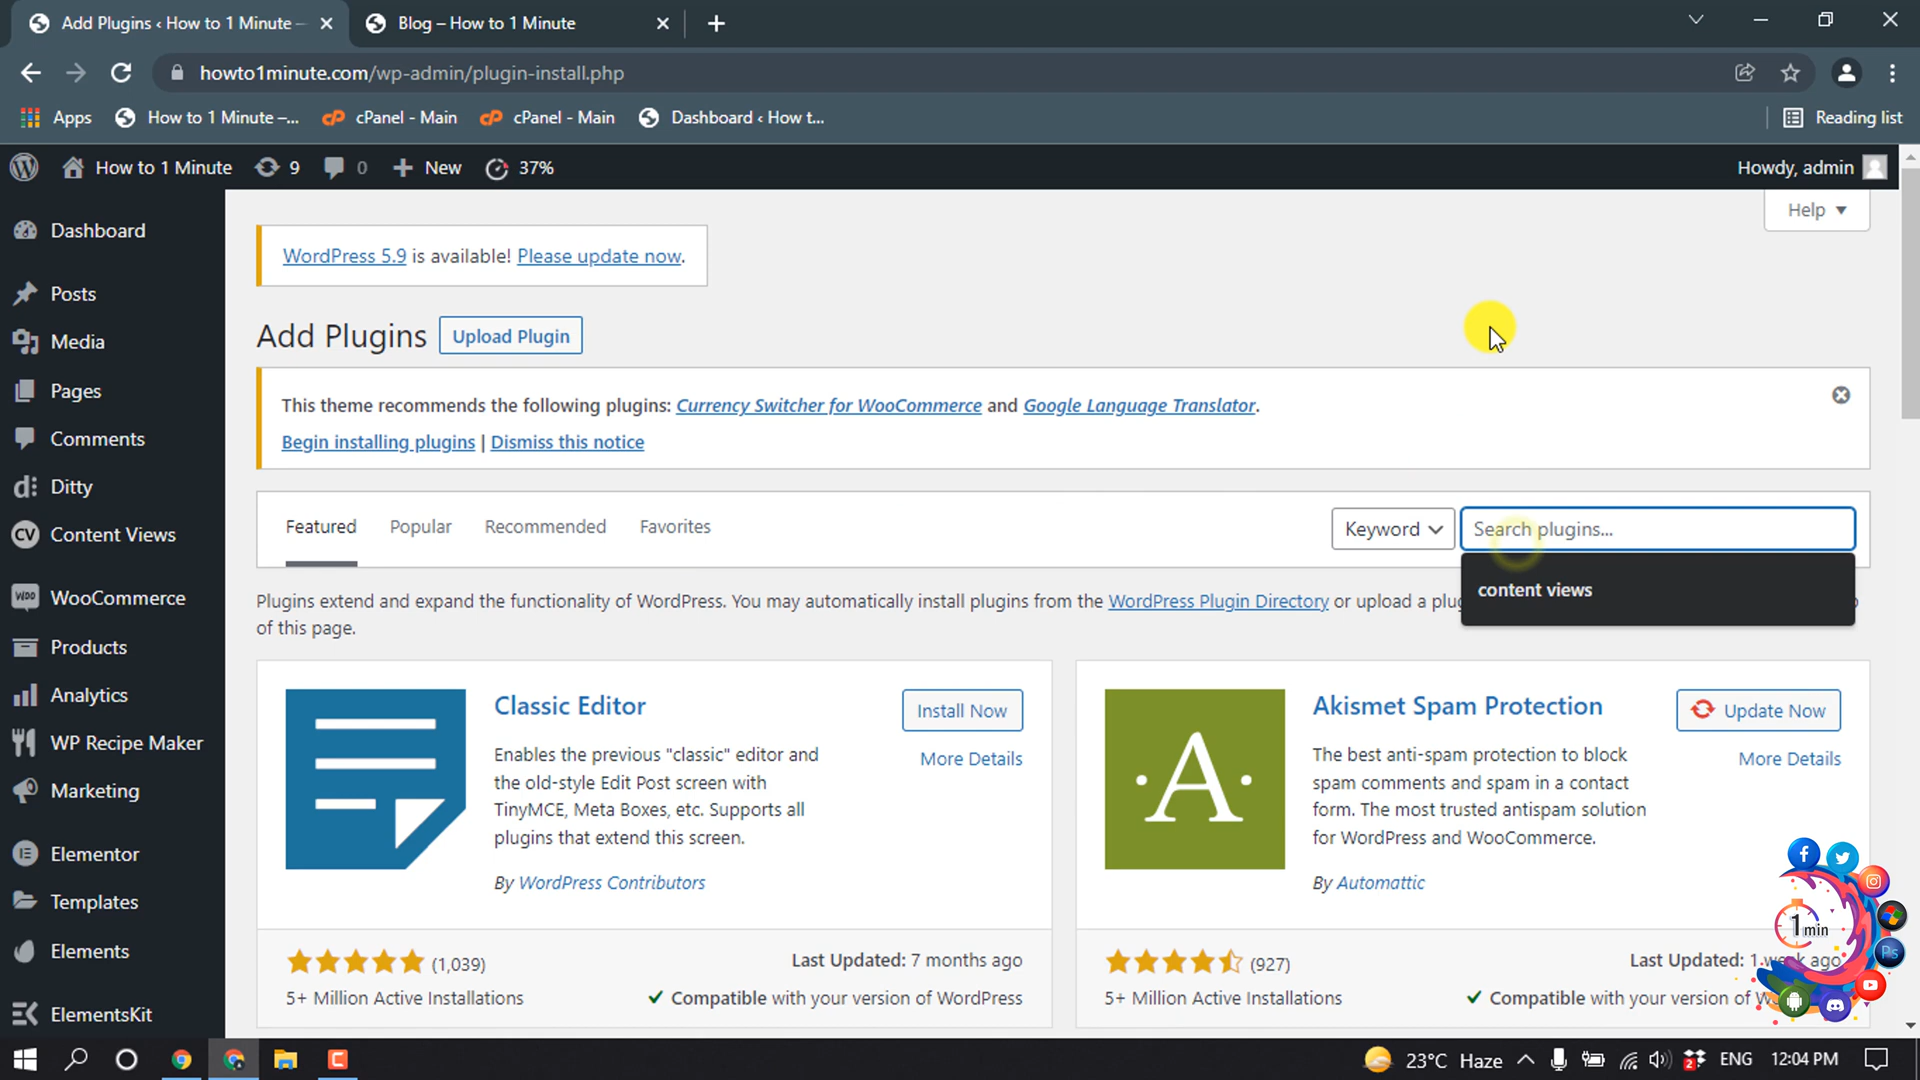 Add Plugins ‹ How to 1 Minute –
Blog – How to 1 Minute
howto1minute.com/wp-admin/plugin-install.php
Apps
How to 1 Minute –...
cPanel - Main
cPanel - Main
Dashboard ‹ How t...
Reading list
How to 1 Minute
9
0
New
37%
Howdy, admin
Help
Dashboard
Posts
Media
Pages
Comments
Ditty
Content Views
WooCommerce
Products
Analytics
WP Recipe Maker
Marketing
Elementor
Templates
Elements
ElementsKit
WordPress 5.9 is available! Please update now.
Add Plugins
Upload Plugin
This theme recommends the following plugins: Currency Switcher for WooCommerce and Google Language Translator.
Begin installing plugins | Dismiss this notice
Featured
Popular
Recommended
Favorites
Keyword
Search plugins...
content views
Plugins extend and expand the functionality of WordPress. You may automatically install plugins from the WordPress Plugin Directory or upload a
of this page.
Classic Editor
Install Now
More Details
Enables the previous "classic" editor and
the old-style Edit Post screen with
TinyMCE, Meta Boxes, etc. Supports all
plugins that extend this screen.
By WordPress Contributors
(1,039)
5+ Million Active Installations
Last Updated: 7 months ago
Compatible with your version of WordPress
Akismet Spam Protection
Update Now
More Details
The best anti-spam protection to block
spam comments and spam in a contact
form. The most trusted antispam solution
for WordPress and WooCommerce.
By Automattic
(927)
5+ Million Active Installations
Last Updated: 1 week ago
Compatible with your version of
1 min
Ps
23°C Haze
2
ENG
12:04 PM